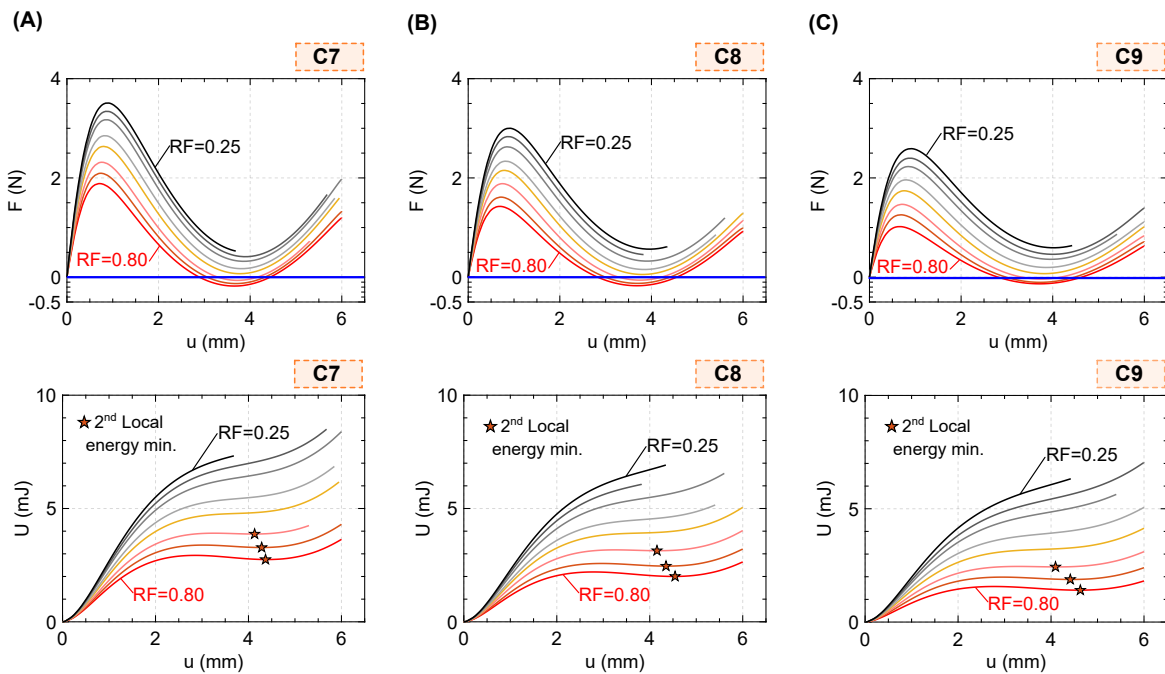 (A)
(B)
(C)
C7
C8
C9
4
2
0
-0.5
F (N)
RF=0.25
RF=0.80
0
2
4
6
u (mm)
4
2
0
-0.5
F (N)
RF=0.25
RF=0.80
0
2
4
6
u (mm)
4
2
0
-0.5
F (N)
RF=0.25
RF=0.80
0
2
4
6
u (mm)
C7
C8
C9
10
5
0
U (mJ)
2nd Local
energy min.
RF=0.25
RF=0.80
0
2
4
6
u (mm)
10
5
0
U (mJ)
2nd Local
energy min.
RF=0.25
RF=0.80
0
2
4
6
u (mm)
10
5
0
U (mJ)
2nd Local
energy min.
RF=0.25
RF=0.80
0
2
4
6
u (mm)